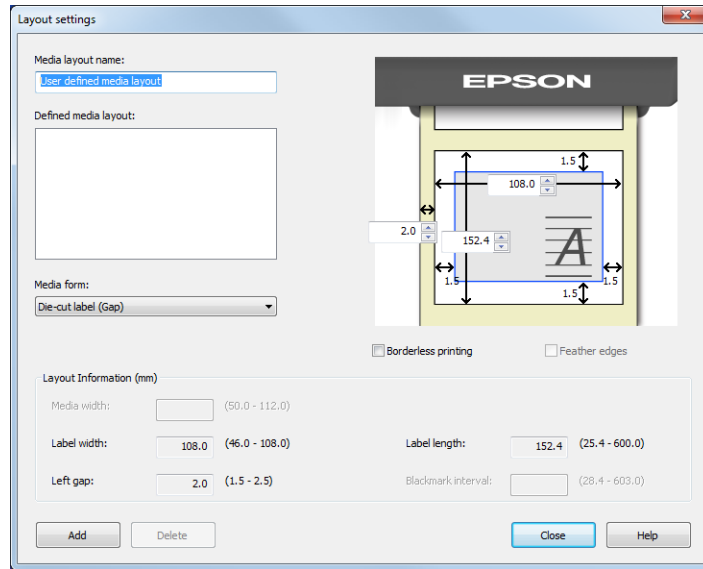 Layout settings
Media layout name:
User defined media layout
Defined media layout:
EPSON
1.5
108.0
2.0
152.4
A
1.5
1.5
1.5
Media form:
Die-cut label (Gap)
Borderless printing
Feather edges
Layout Information (mm)
Media width:
(50.0 - 112.0)
Label width:
108.0
(46.0 - 108.0)
Label length:
152.4
(25.4 - 600.0)
Left gap:
2.0
(1.5 - 2.5)
Blackmark interval:
(28.4 - 603.0)
Add
Delete
Close
Help